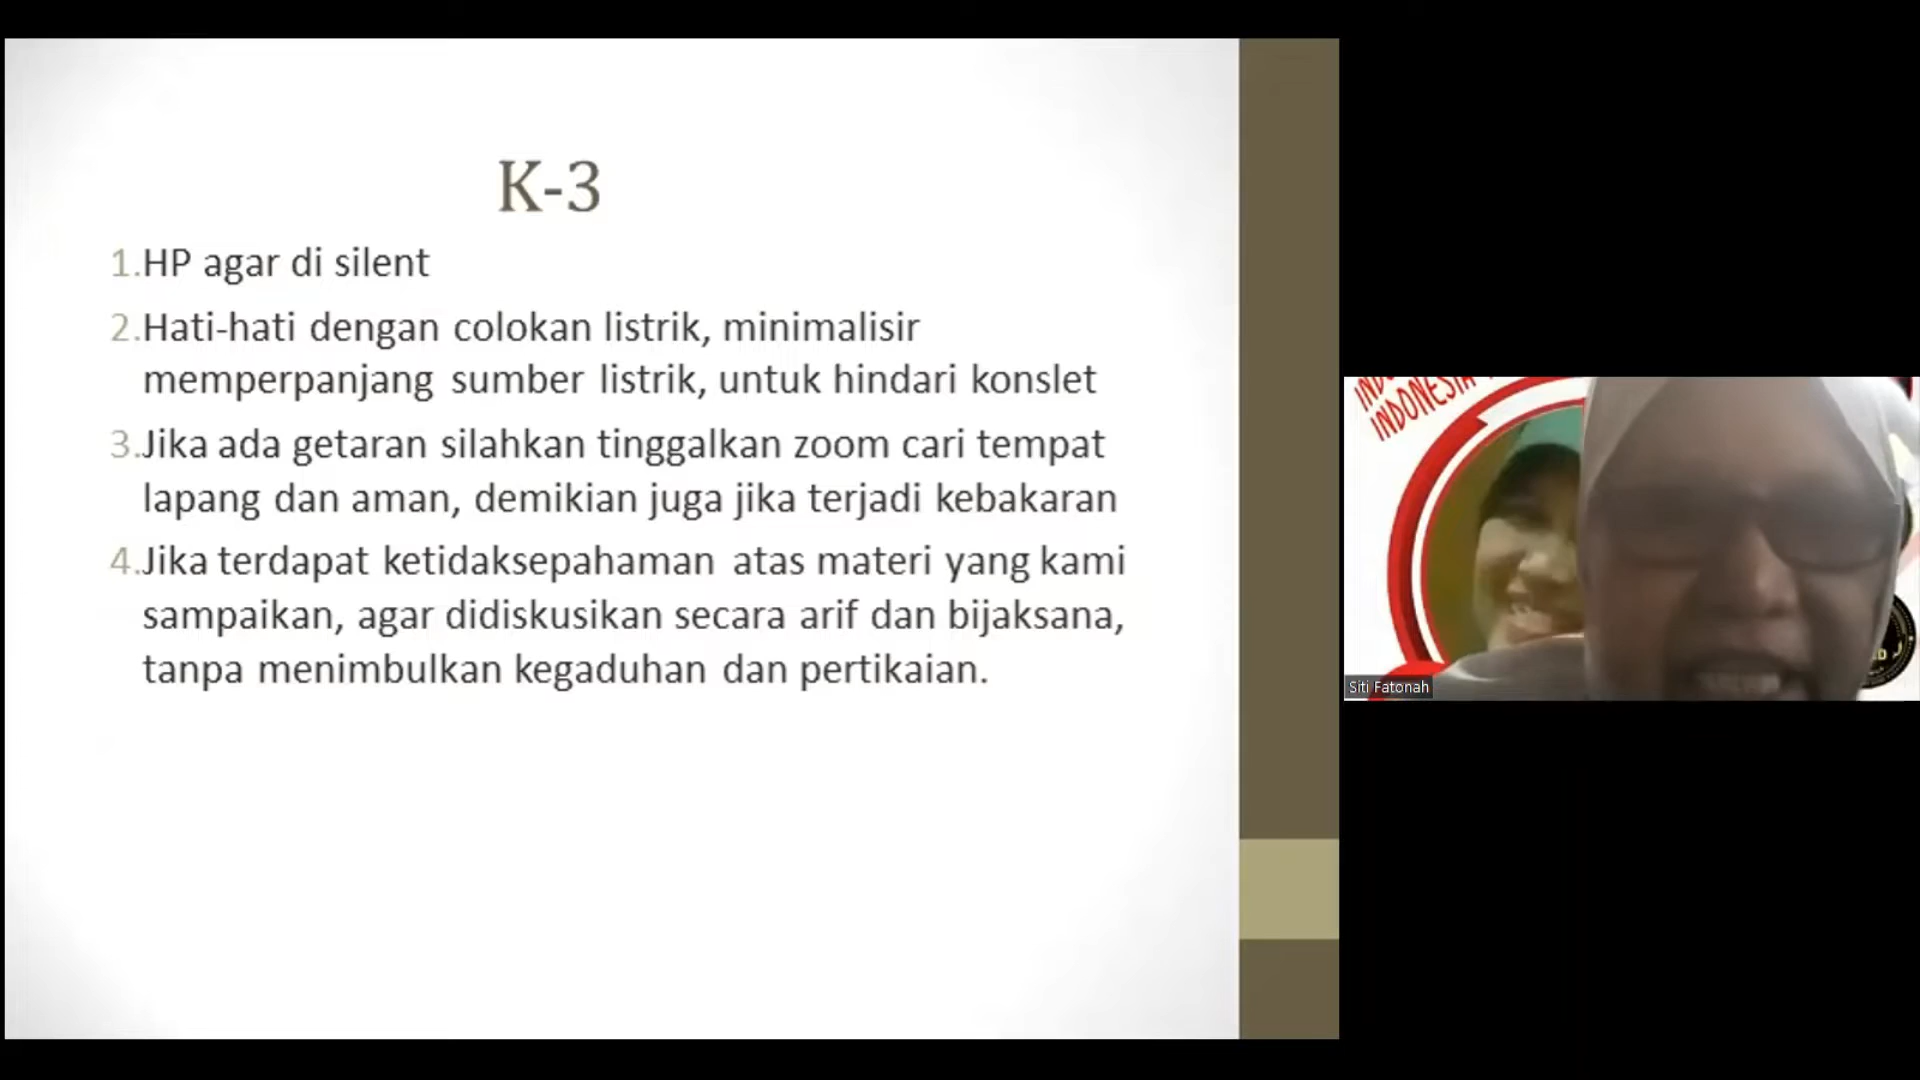 K-3
1.HP agar di silent
2.Hati-hati dengan colokan listrik, minimalisir
memperpanjang sumber listrik, untuk hindari konslet
3.Jika ada getaran silahkan tinggalkan zoom cari tempat
lapang dan aman, demikian juga jika terjadi kebakaran
4.Jika terdapat ketidaksepahaman atas materi yang kami
sampaikan, agar didiskusikan secara arif dan bijaksana,
tanpa menimbulkan kegaduhan dan pertikaian.
INDONESIA
Siti Fatonah